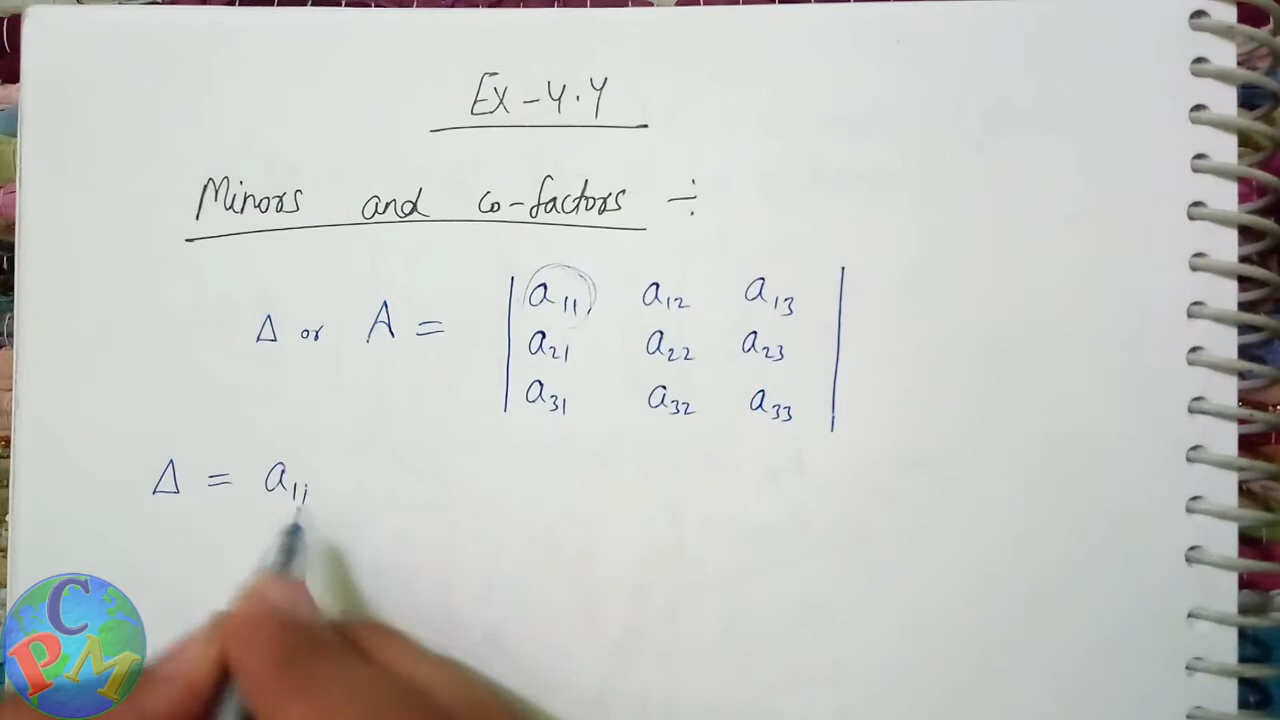 Ex-4.4
Minors and co-factors ÷
Δ or A = | a11 a12 a13 |
| a21 a22 a23 |
| a31 a32 a33 |
Δ = a11
CPM